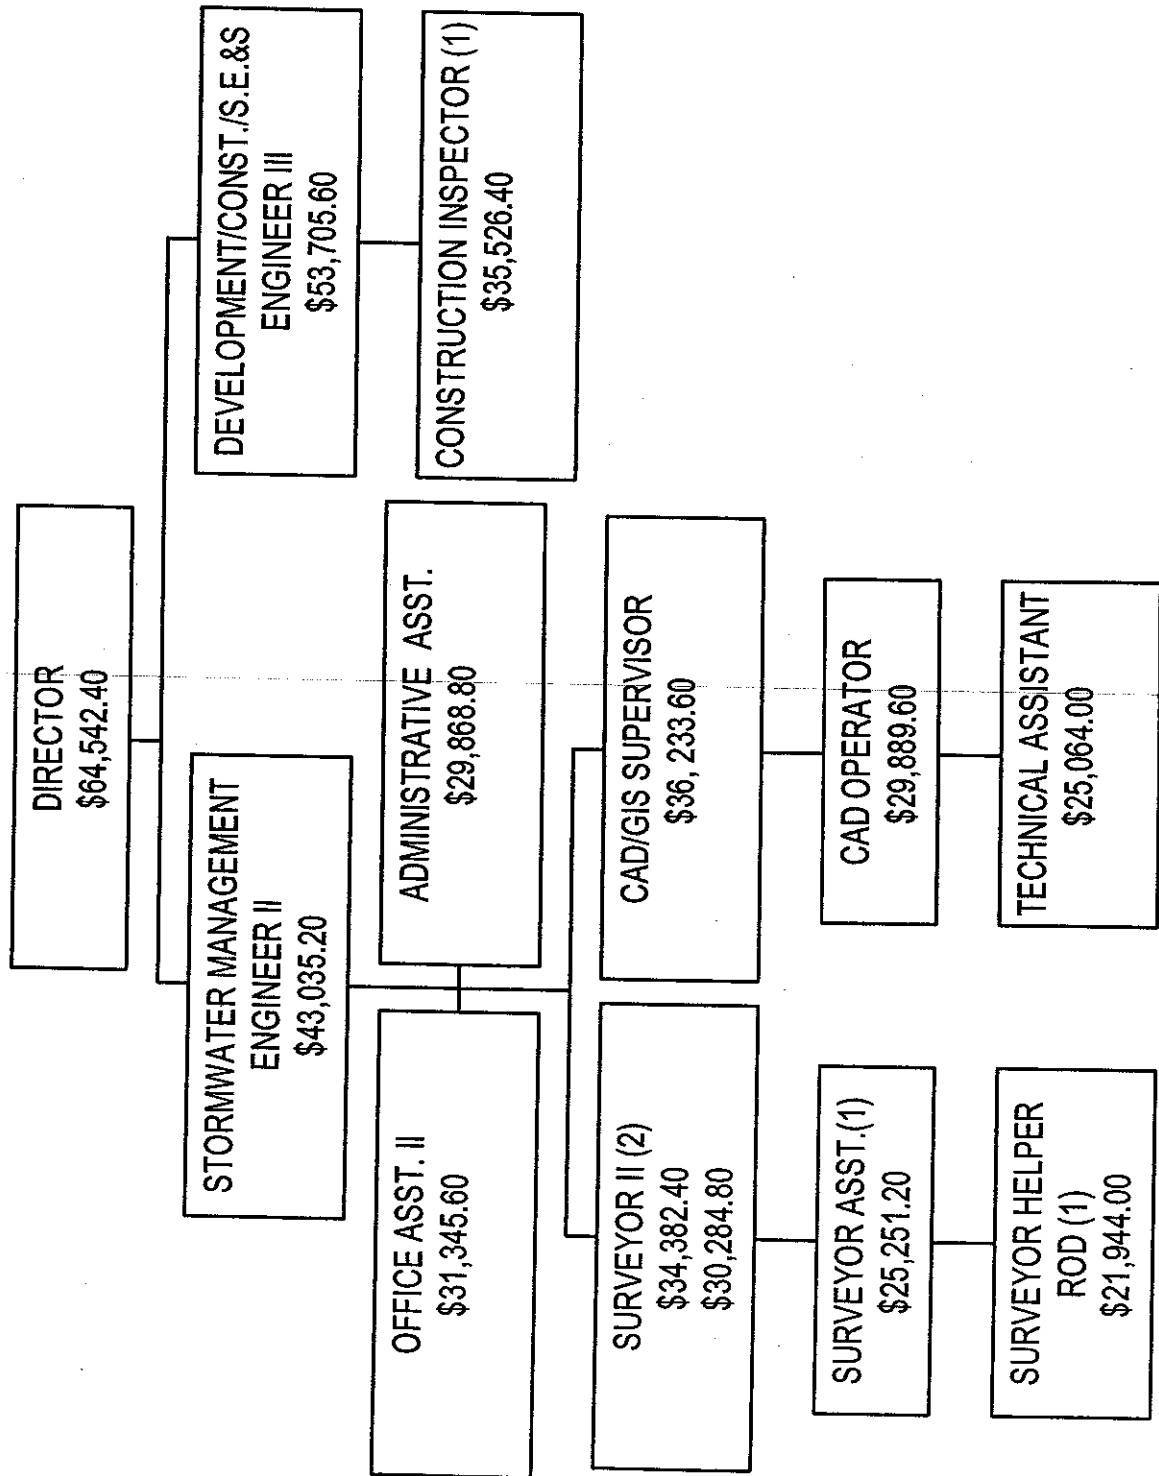 DIRECTOR
$64,542.40
STORMWATER MANAGEMENT
ENGINEER II
$43,035.20
DEVELOPMENT/CONST./S.E.&S
ENGINEER III
$53,705.60
OFFICE ASST. II
$31,345.60
ADMINISTRATIVE ASST.
$29,868.80
CONSTRUCTION INSPECTOR (1)
$35,526.40
SURVEYOR II (2)
$34,382.40
$30,284.80
CAD/GIS SUPERVISOR
$36, 233.60
SURVEYOR ASST.(1)
$25,251.20
CAD OPERATOR
$29,889.60
SURVEYOR HELPER
ROD (1)
$21,944.00
TECHNICAL ASSISTANT
$25,064.00